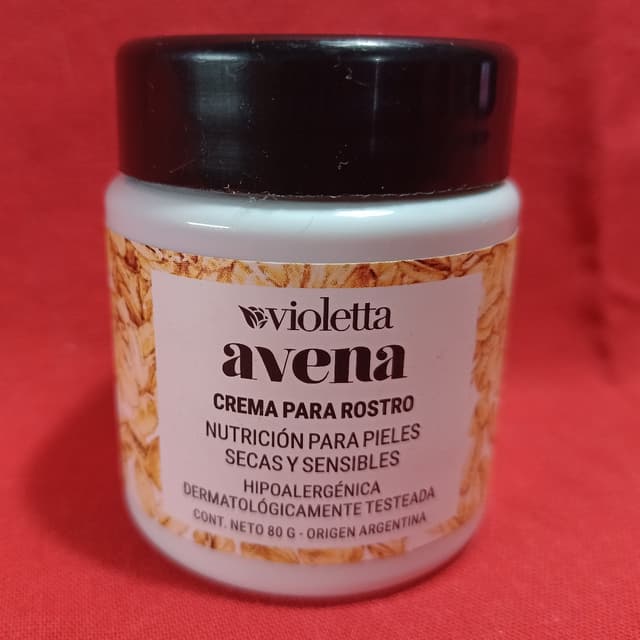 violetta
avena
CREMA PARA ROSTRO
NUTRICIÓN PARA PIELES
SECAS Y SENSIBLES
HIPOALERGÉNICA
DERMATOLÓGICAMENTE TESTEADA
CONT. NETO 80 G - ORIGEN ARGENTINA